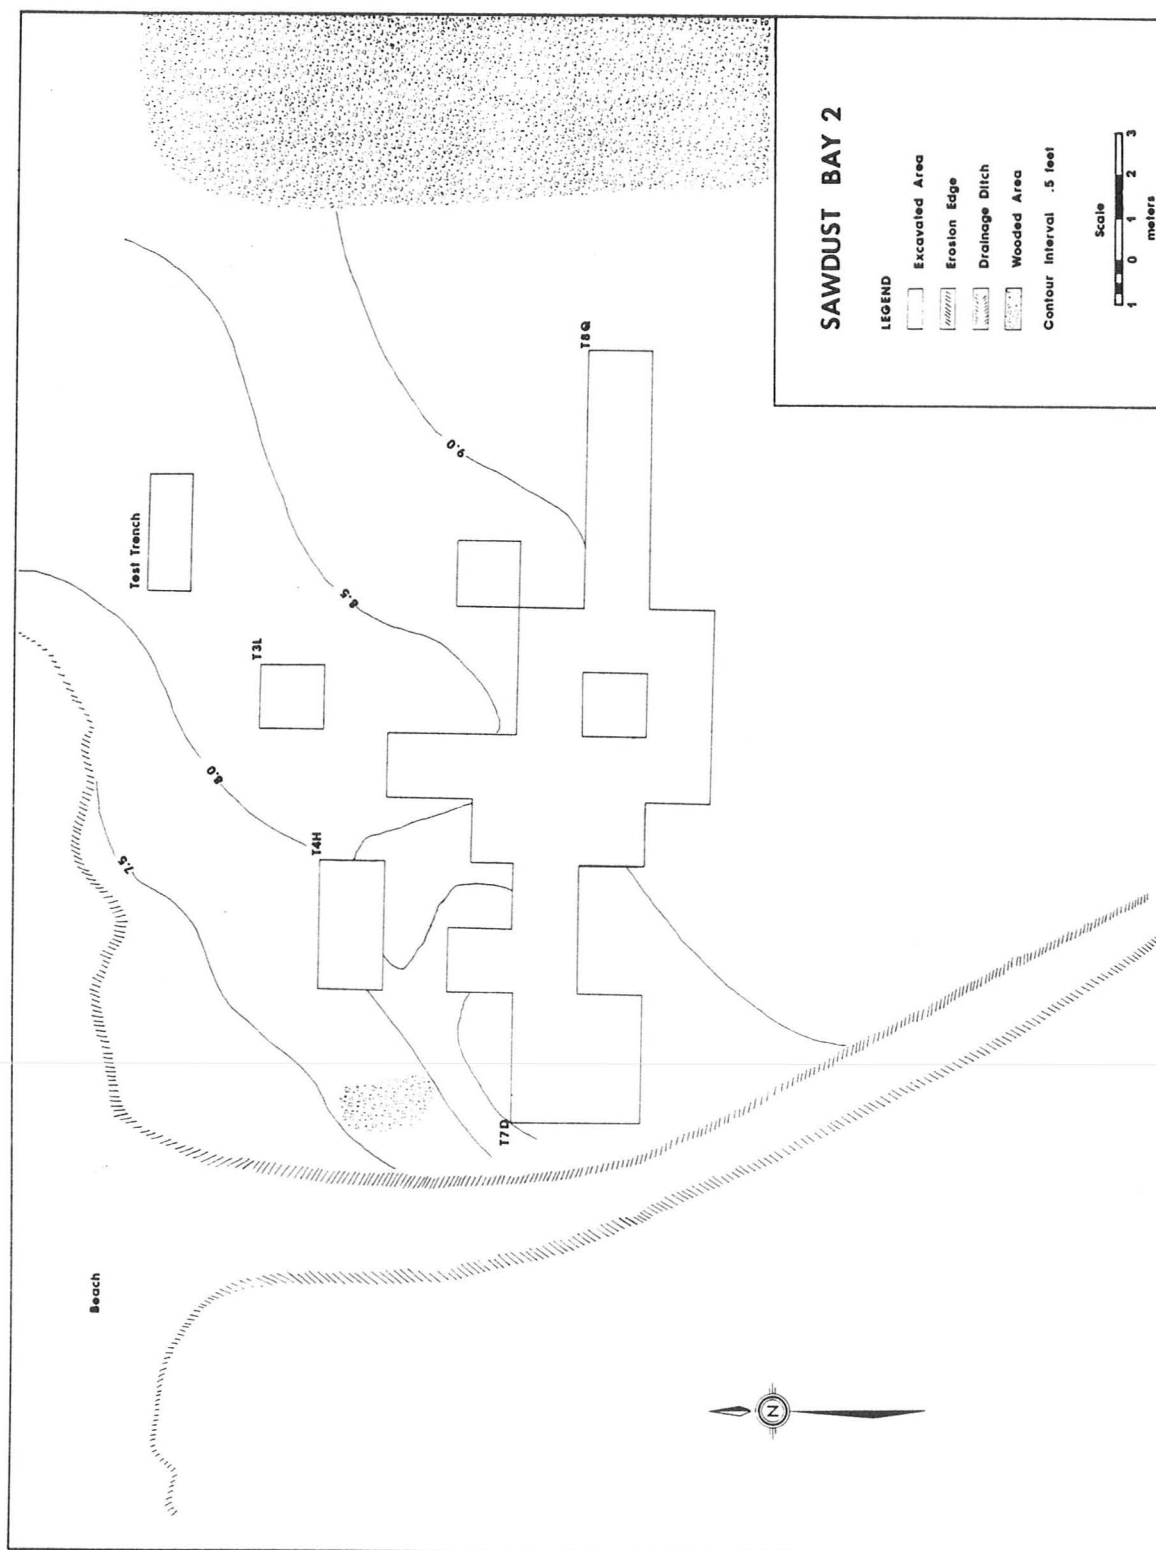 SAWDUST BAY 2
LEGEND
Excavated Area
Erosion Edge
Drainage Ditch
Wooded Area
Contour Interval .5 feet
Scale
1 0 1 2 3
meters
Test Trench
T3L
T4H
T8Q
T7D
7.5
8.0
8.5
9.0
Beach
N